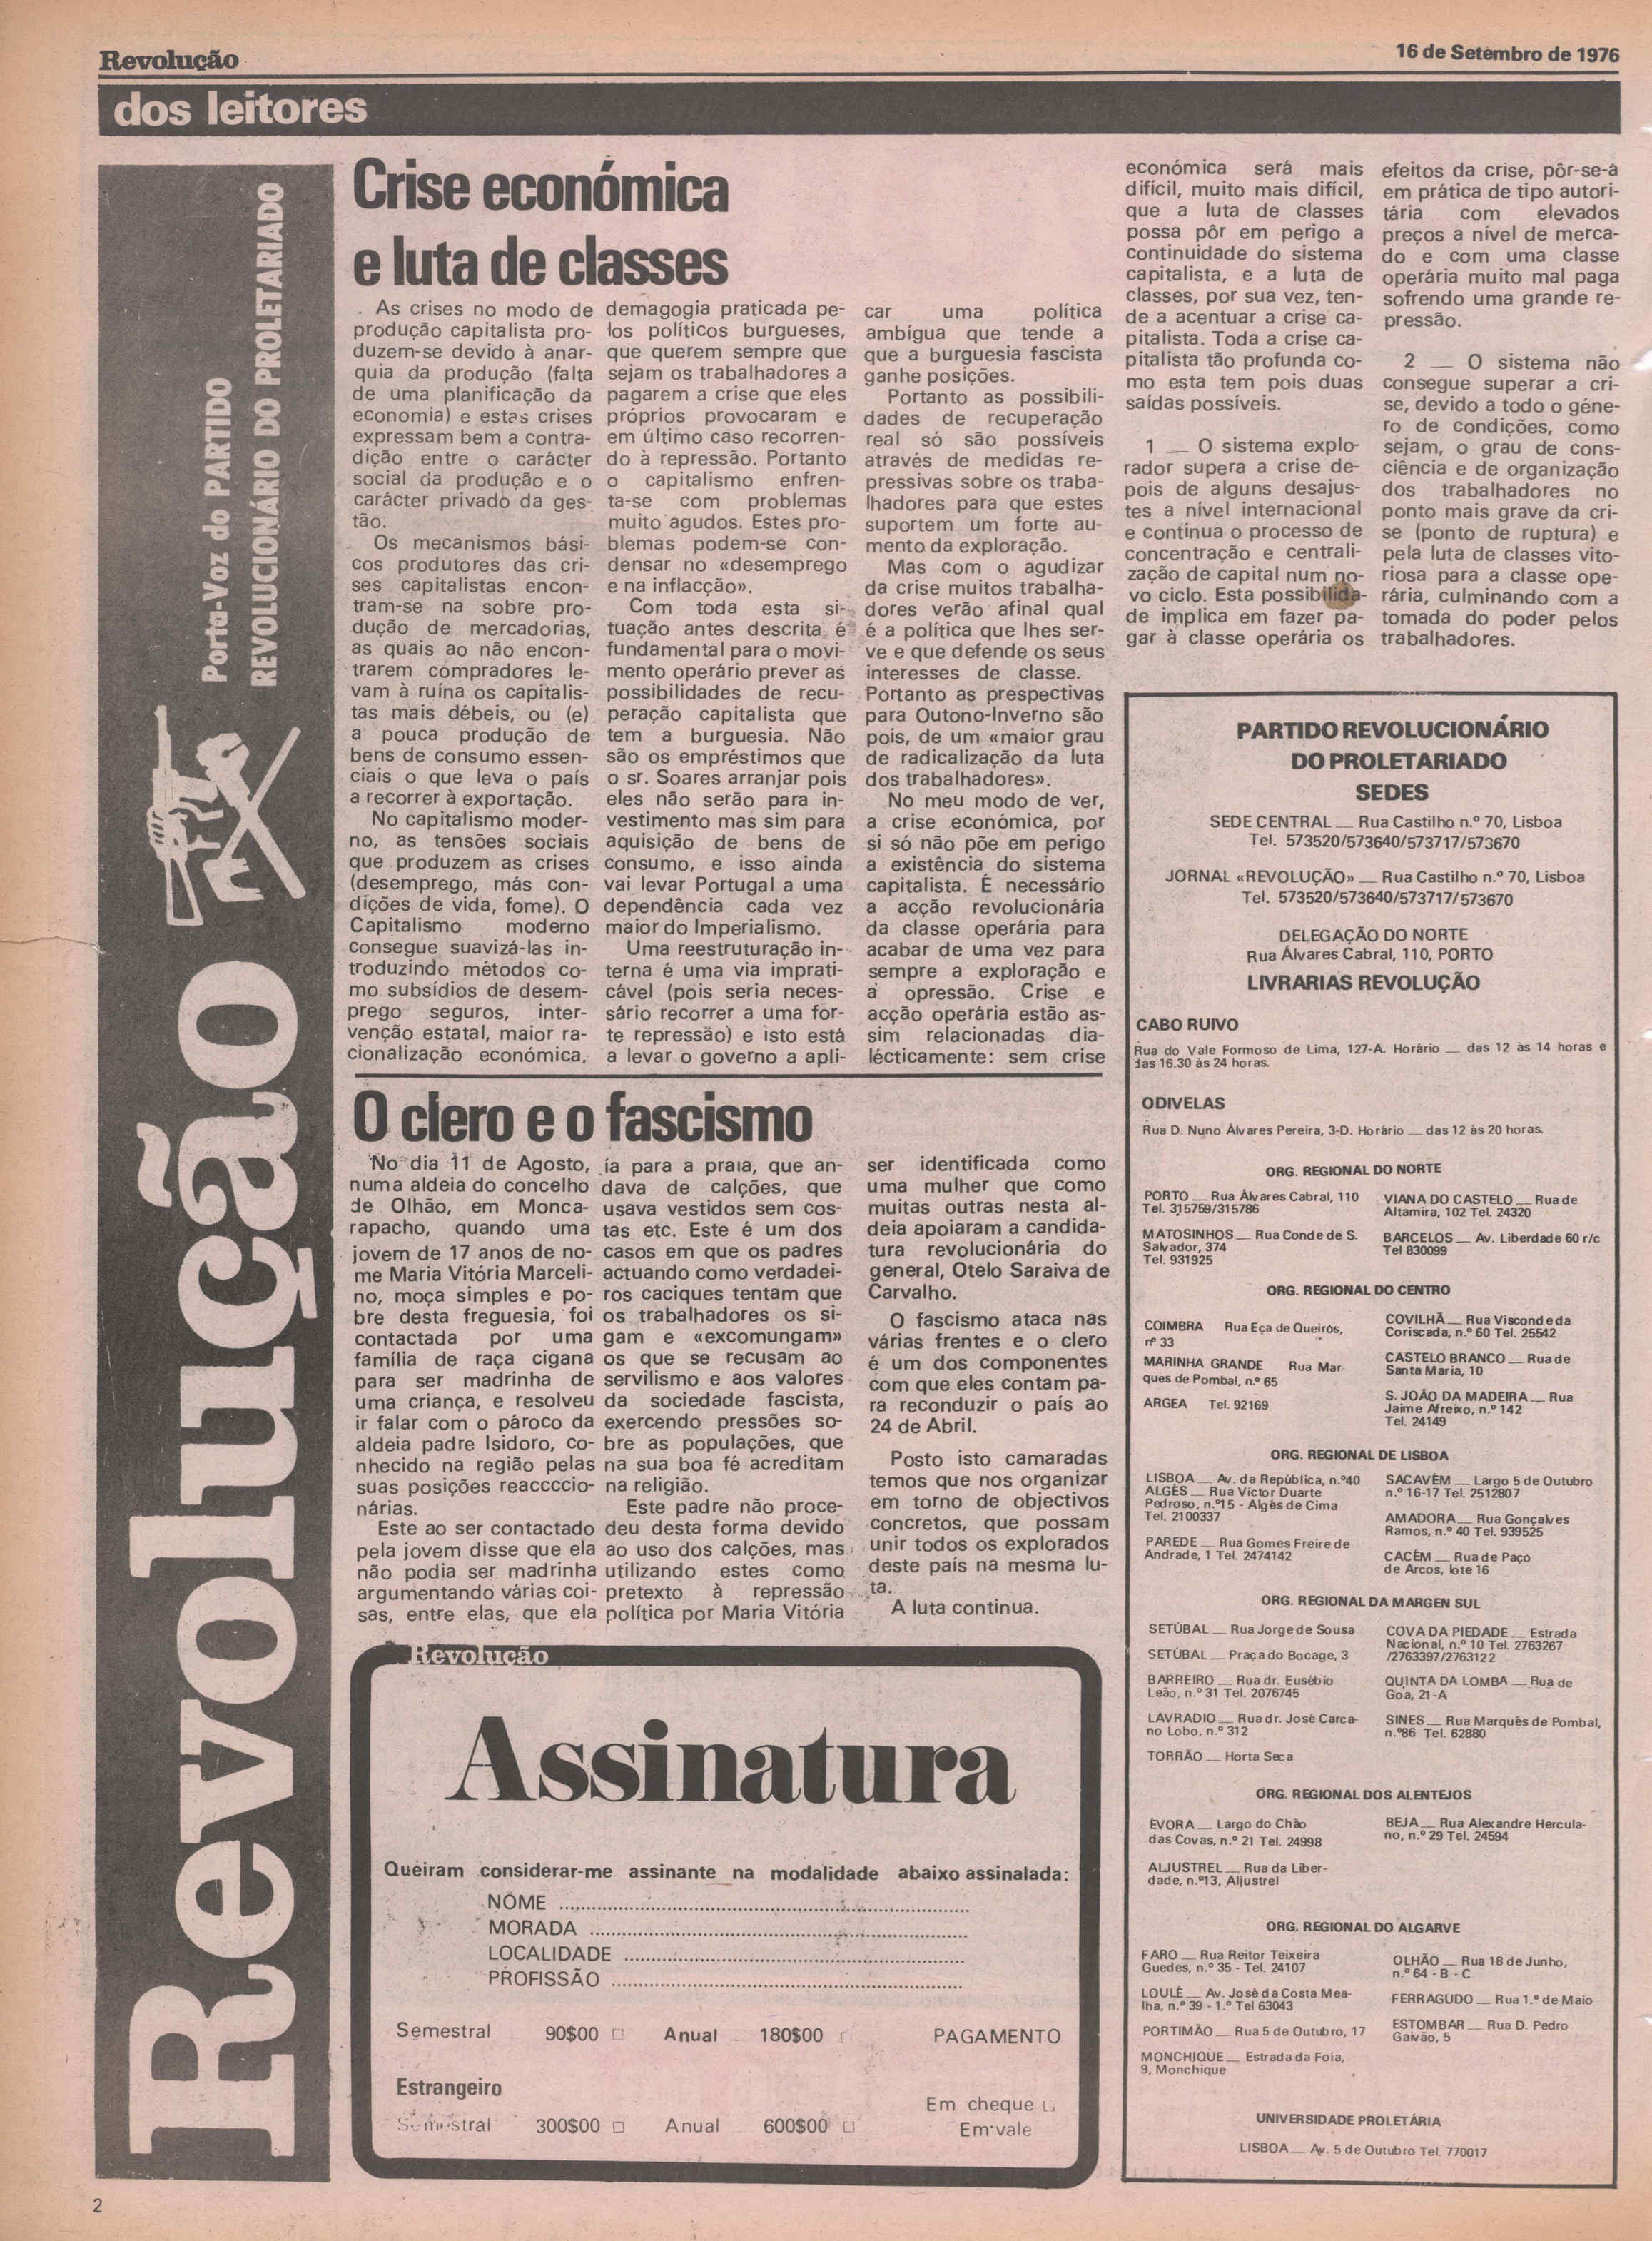 Revolução
16 de Setembro de 1976
dos leitores
Porta-Voz do PARTIDO
REVOLUCIONÁRIO DO PROLETARIADO
Revolução
Crise económica
e luta de classes
As crises no modo de
produção capitalista pro-
duzem-se devido à anar-
quia da produção (falta
de uma planificação da
economia) e estas crises
expressam bem a contra-
dição entre o carácter
social da produção e o
carácter privado da ges-
tão.
Os mecanismos bási-
cos produtores das cri-
ses capitalistas encon-
tram-se na sobre pro-
dução de mercadorias,
as quais ao não encon-
trarem compradores le-
vam à ruína os capitalis-
tas mais débeis, ou (e)
a pouca produção de
bens de consumo essen-
ciais o que leva o país
a recorrer à exportação.
No capitalismo moder-
no, as tensões sociais
que produzem as crises
(desemprego, más con-
dições de vida, fome). O
Capitalismo moderno
consegue suavizá-las in-
troduzindo métodos co-
mo subsídios de desem-
prego seguros, inter-
venção estatal, maior ra-
cionalização económica,
demagogia praticada pe-
los políticos burgueses,
que querem sempre que
sejam os trabalhadores a
pagarem a crise que eles
próprios provocaram e
em último caso recorren-
do à repressão. Portanto
o capitalismo enfren-
ta-se com problemas
muito agudos. Estes pro-
blemas podem-se con-
densar no «desemprego
e na inflacção».
Com toda esta si-
tuação antes descrita é
fundamental para o movi-
mento operário prever as
possibilidades de recu-
peração capitalista que
tem a burguesia. Não
são os empréstimos que
o sr. Soares arranjar pois
eles não serão para in-
vestimento mas sim para
aquisição de bens de
consumo, e isso ainda
vai levar Portugal a uma
dependência cada vez
maior do Imperialismo.
Uma reestruturação in-
terna é uma via imprati-
cável (pois seria neces-
sário recorrer a uma for-
te repressão) e isto está
a levar o governo a apli-
car uma política
ambígua que tende a
que a burguesia fascista
ganhe posições.
Portanto as possibili-
dades de recuperação
real só são possíveis
através de medidas re-
pressivas sobre os traba-
lhadores para que estes
suportem um forte au-
mento da exploração.
Mas com o agudizar
da crise muitos trabalha-
dores verão afinal qual
é a política que lhes ser-
ve e que defende os seus
interesses de classe.
Portanto as prespectivas
para Outono-Inverno são
pois, de um «maior grau
de radicalização da luta
dos trabalhadores».
No meu modo de ver,
a crise económica, por
si só não põe em perigo
a existência do sistema
capitalista. É necessário
a acção revolucionária
da classe operária para
acabar de uma vez para
sempre a exploração e
a opressão. Crise e
acção operária estão as-
sim relacionadas dia-
lécticamente: sem crise
económica será mais
difícil, muito mais difícil,
que a luta de classes
possa pôr em perigo a
continuidade do sistema
capitalista, e a luta de
classes, por sua vez, ten-
de a acentuar a crise ca-
pitalista. Toda a crise ca-
pitalista tão profunda co-
mo esta tem pois duas
saídas possíveis.
1 — O sistema explo-
rador supera a crise de-
pois de alguns desajus-
tes a nível internacional
e continua o processo de
concentração e centrali-
zação de capital num no-
vo ciclo. Esta possibilida-
de implica em fazer pa-
gar à classe operária os
efeitos da crise, pôr-se-à
em prática de tipo autori-
tária com elevados
preços a nível de merca-
do e com uma classe
operária muito mal paga
sofrendo uma grande re-
pressão.
2 — O sistema não
consegue superar a cri-
se, devido a todo o géne-
ro de condições, como
sejam, o grau de cons-
ciência e de organização
dos trabalhadores no
ponto mais grave da cri-
se (ponto de ruptura) e
pela luta de classes vito-
riosa para a classe ope-
rária, culminando com a
tomada do poder pelos
trabalhadores.
O clero e o fascismo
No dia 11 de Agosto,
numa aldeia do concelho
de Olhão, em Monca-
rapacho, quando uma
jovem de 17 anos de no-
me Maria Vitória Marceli-
no, moça simples e po-
bre desta freguesia, foi
contactada por uma
família de raça cigana
para ser madrinha de
uma criança, e resolveu
ir falar com o pároco da
aldeia padre Isidoro, co-
nhecido na região pelas
suas posições reaccccio-
nárias.
Este ao ser contactado
pela jovem disse que ela
não podia ser madrinha
argumentando várias coi-
sas, entre elas, que ela
ía para a praia, que an-
dava de calções, que
usava vestidos sem cos-
tas etc. Este é um dos
casos em que os padres
actuando como verdadei-
ros caciques tentam que
os trabalhadores os si-
gam e «excomungam»
os que se recusam ao
servilismo e aos valores
da sociedade fascista,
exercendo pressões so-
bre as populações, que
na sua boa fé acreditam
na religião.
Este padre não proce-
deu desta forma devido
ao uso dos calções, mas
utilizando estes como
pretexto à repressão
política por Maria Vitória
ser identificada como
uma mulher que como
muitas outras nesta al-
deia apoiaram a candida-
tura revolucionária do
general, Otelo Saraiva de
Carvalho.
O fascismo ataca nas
várias frentes e o clero
é um dos componentes
com que eles contam pa-
ra reconduzir o país ao
24 de Abril.
Posto isto camaradas
temos que nos organizar
em torno de objectivos
concretos, que possam
unir todos os explorados
deste país na mesma lu-
ta.
A luta continua.
Revolução
Assinatura
Queiram considerar-me assinante na modalidade abaixo assinalada:
NOME
MORADA
LOCALIDADE
PROFISSÃO
Semestral 90$00 □ Anual 180$00 □ PAGAMENTO
Estrangeiro
Semestral 300$00 □ Anual 600$00 □
Em cheque □
Em vale
PARTIDO REVOLUCIONÁRIO
DO PROLETARIADO
SEDES
SEDE CENTRAL — Rua Castilho n.º 70, Lisboa
Tel. 573520/573640/573717/573670
JORNAL «REVOLUÇÃO» — Rua Castilho n.º 70, Lisboa
Tel. 573520/573640/573717/573670
DELEGAÇÃO DO NORTE
Rua Álvares Cabral, 110, PORTO
LIVRARIAS REVOLUÇÃO
CABO RUIVO
Rua do Vale Formoso de Lima, 127-A. Horário — das 12 às 14 horas e
das 16.30 às 24 horas.
ODIVELAS
Rua D. Nuno Álvares Pereira, 3-D. Horário — das 12 às 20 horas.
ORG. REGIONAL DO NORTE
PORTO — Rua Álvares Cabral, 110
Tel. 315759/315786
MATOSINHOS — Rua Conde de S.
Salvador, 374
Tel. 931925
VIANA DO CASTELO — Rua de
Altamira, 102 Tel. 24320
BARCELOS — Av. Liberdade 60 r/c
Tel 830099
ORG. REGIONAL DO CENTRO
COIMBRA Rua Eça de Queirós,
nº 33
MARINHA GRANDE Rua Mar
ques de Pombal, n.º 65
ARGEA Tel. 92169
COVILHÃ — Rua Visconde da
Coriscada, n.º 60 Tel. 25542
CASTELO BRANCO — Rua de
Santa Maria, 10
S. JOÃO DA MADEIRA — Rua
Jaime Afreixo, n.º 142
Tel. 24149
ORG. REGIONAL DE LISBOA
LISBOA — Av. da República, n.º40
ALGÉS — Rua Victor Duarte
Pedroso, n.º15 - Algés de Cima
Tel. 2100337
PAREDE — Rua Gomes Freire de
Andrade, 1 Tel. 2474142
SACAVÉM — Largo 5 de Outubro
n.º 16-17 Tel. 2512807
AMADORA — Rua Gonçalves
Ramos, n.º 40 Tel. 939525
CACÉM — Rua de Paço
de Arcos, lote 16
ORG. REGIONAL DA MARGEN SUL
SETÚBAL — Rua Jorge de Sousa
SETÚBAL — Praça do Bocage, 3
BARREIRO — Rua dr. Eusébio
Leão, n.º 31 Tel. 2076745
LAVRADIO — Rua dr. José Carca-
no Lobo, n.º 312
TORRÃO — Horta Seca
COVA DA PIEDADE — Estrada
Nacional, n.º 10 Tel. 2763267
/2763397/2763122
QUINTA DA LOMBA — Rua de
Goa, 21-A
SINES — Rua Marquès de Pombal,
n.º86 Tel. 62880
ORG. REGIONAL DOS ALENTEJOS
ÉVORA — Largo do Chão
das Covas, n.º 21 Tel. 24998
ALJUSTREL — Rua da Liber-
dade, n.º13, Aljustrel
BEJA — Rua Alexandre Hercula-
no, n.º 29 Tel. 24594
ORG. REGIONAL DO ALGARVE
FARO — Rua Reitor Teixeira
Guedes, n.º 35 - Tel. 24107
LOULÉ — Av. José da Costa Mea-
lha, n.º 39 - 1.º Tel 63043
PORTIMÃO — Rua 5 de Outubro, 17
MONCHIQUE — Estrada da Foia,
9, Monchique
OLHÃO — Rua 18 de Junho,
n.º 64 - B - C
FERRAGUDO — Rua 1.º de Maio
ESTOMBAR — Rua D. Pedro
Gaivão, 5
UNIVERSIDADE PROLETÁRIA
LISBOA — Av. 5 de Outubro Tel. 770017
2